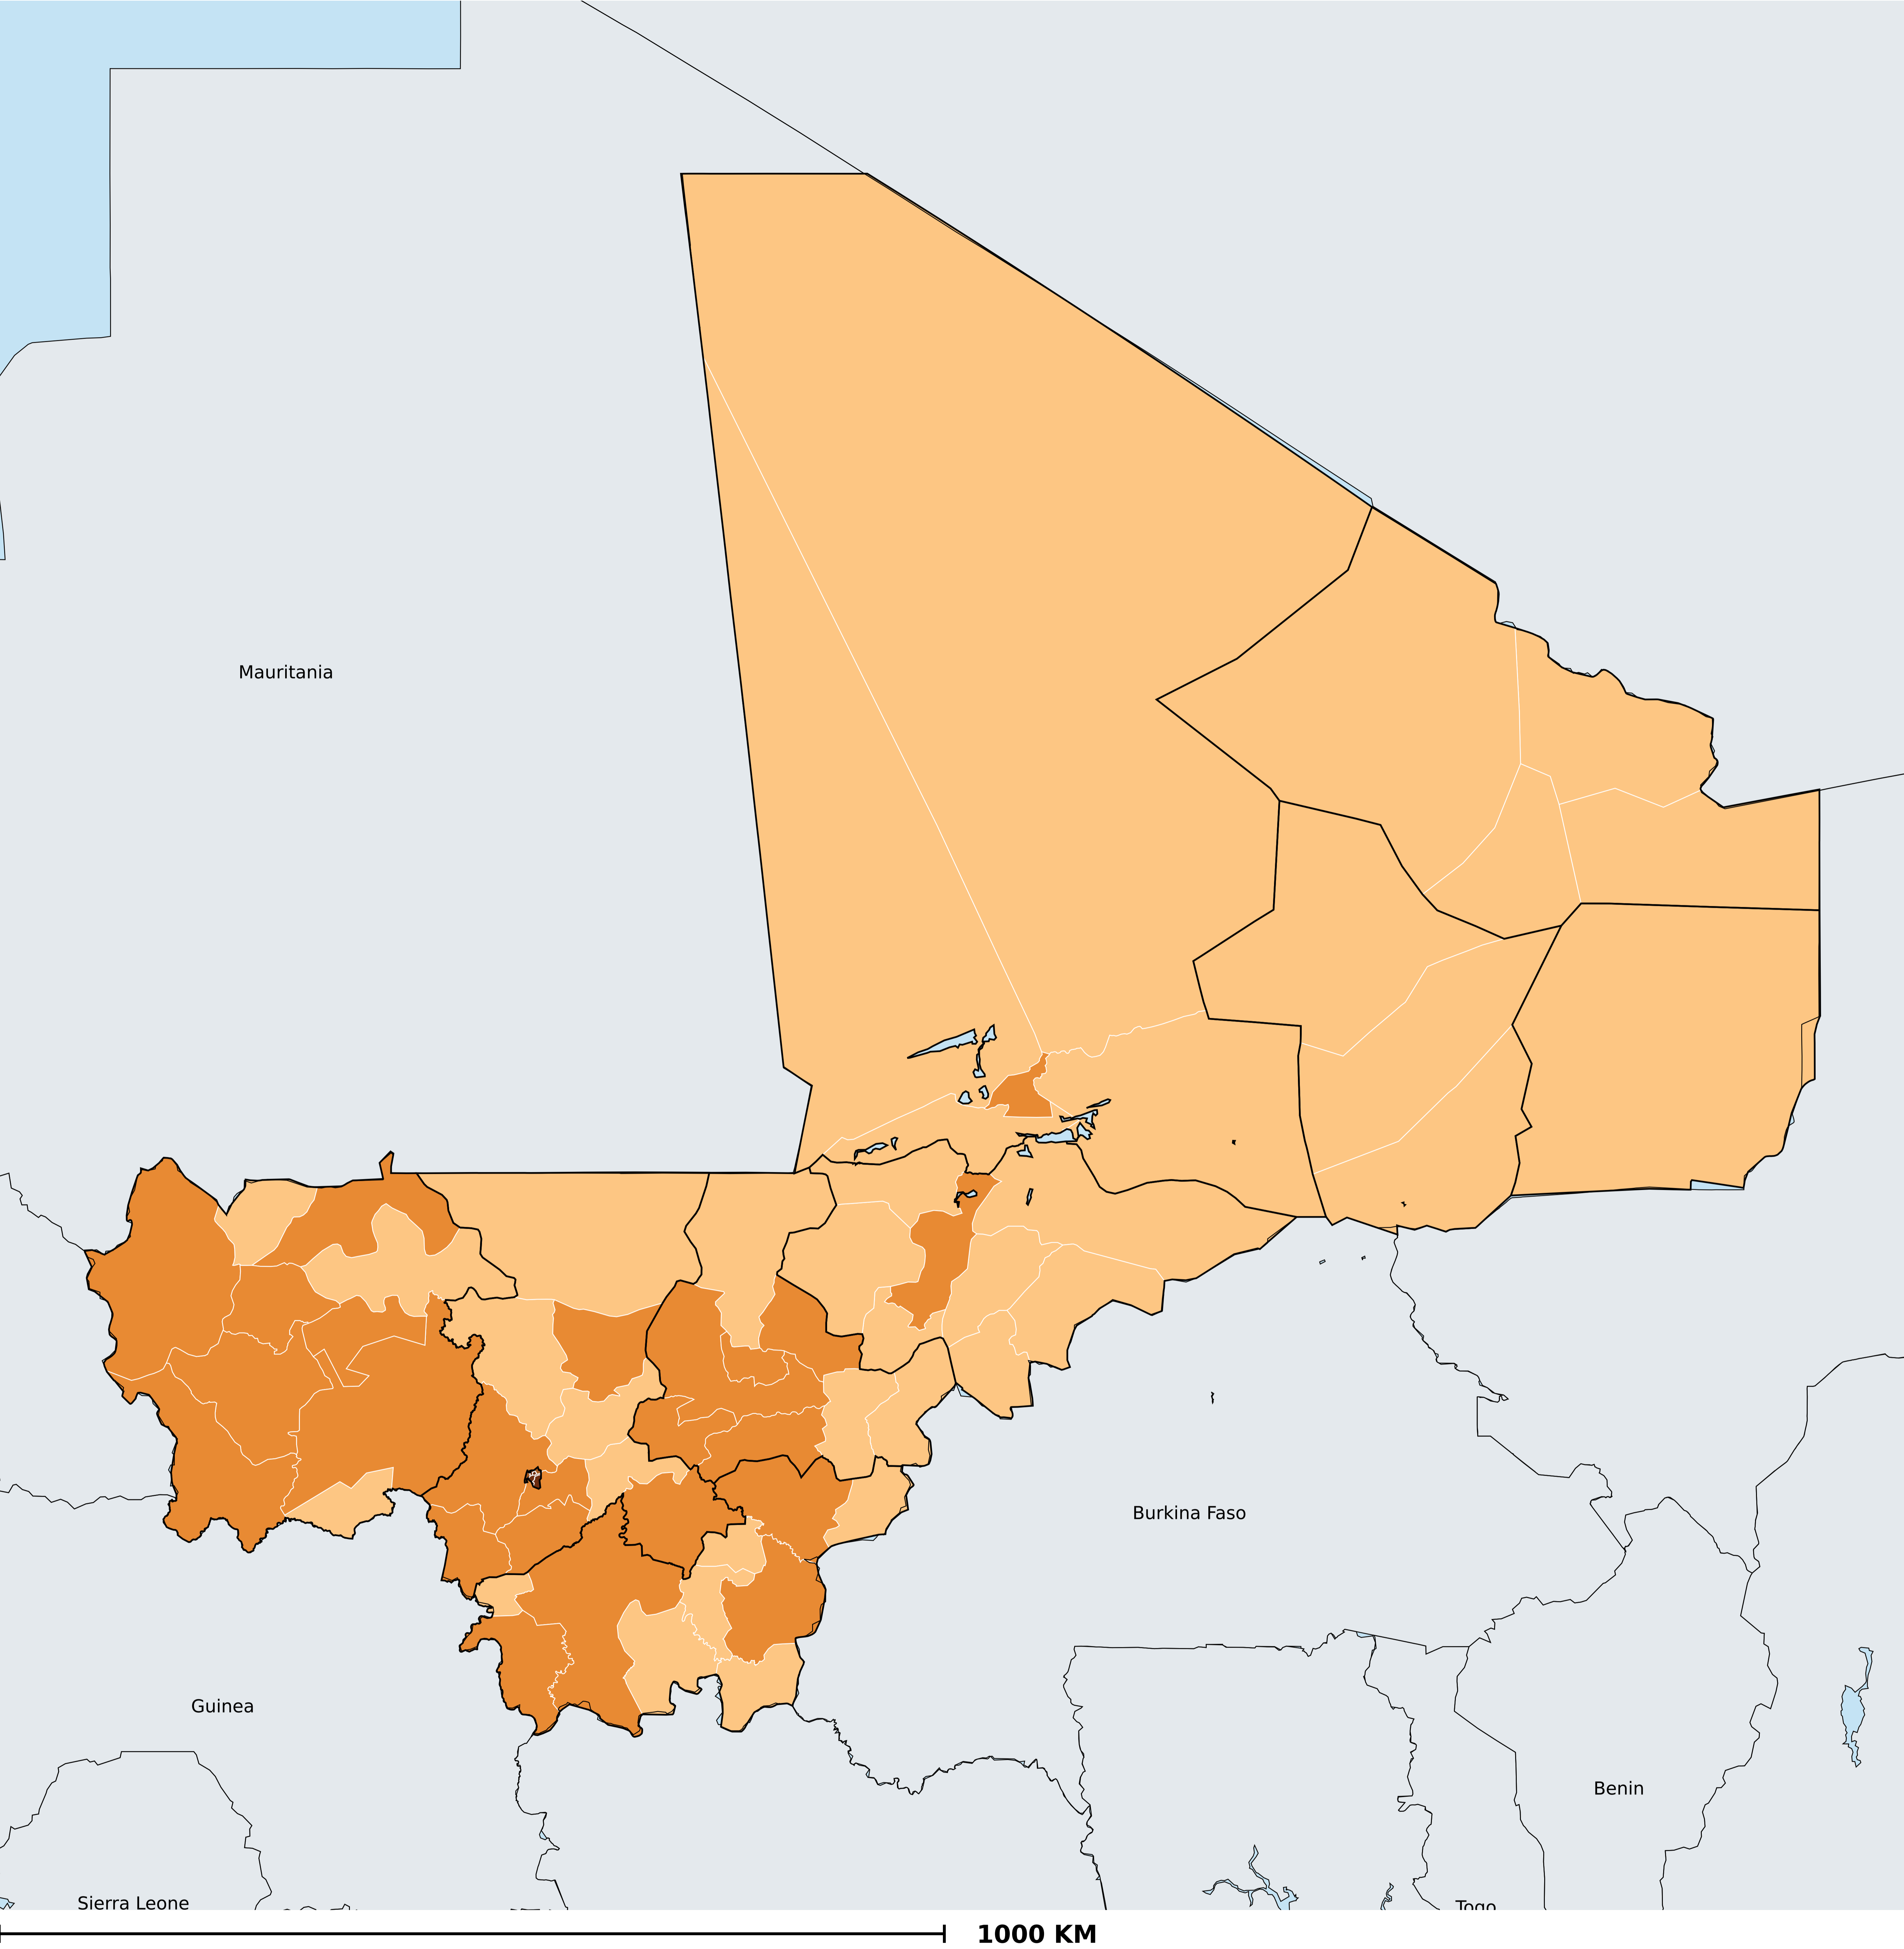 Mauritania
Burkina Faso
Guinea
Benin
Sierra Leone
Togo
1000 KM